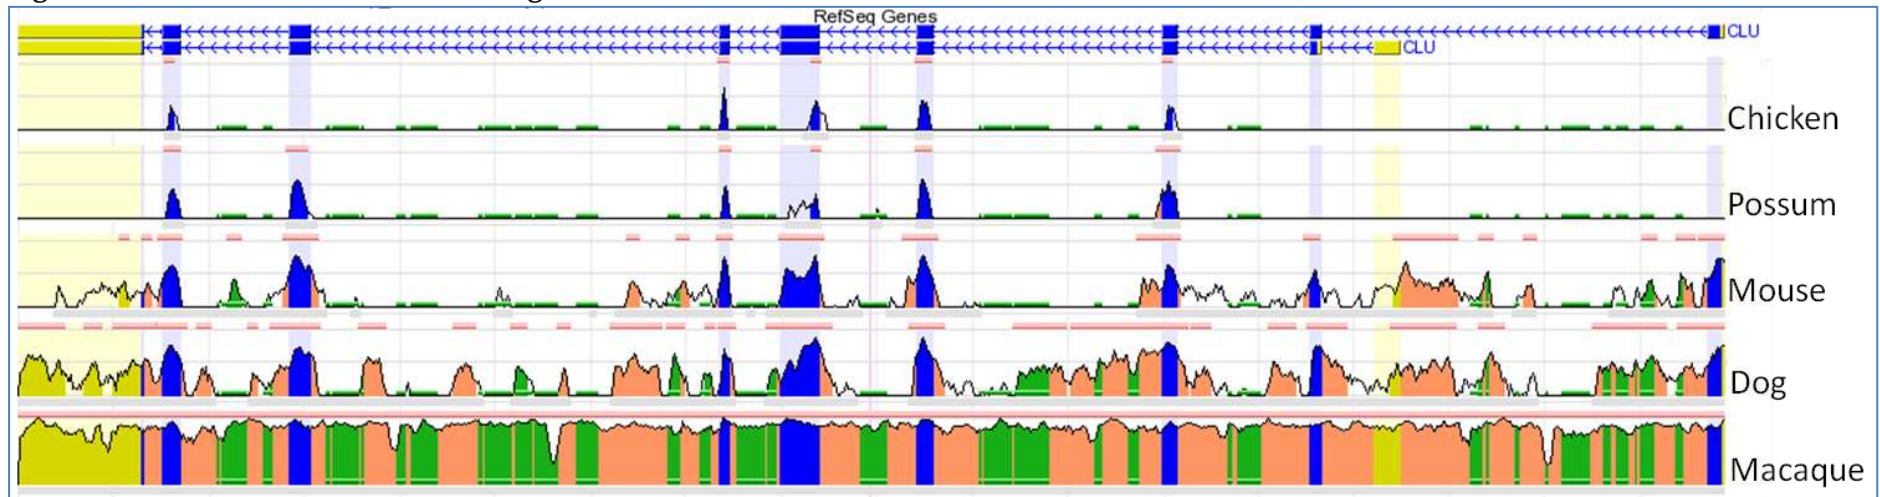 RefSeq Genes
CLU
CLU
Chicken
Possum
Mouse
Dog
Macaque